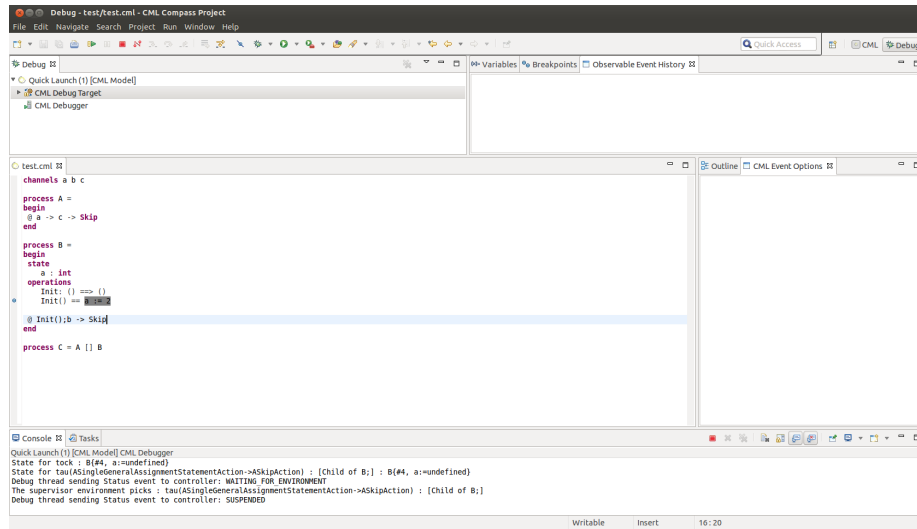 Debug - test/test.cml - CML Compass Project
File Edit Navigate Search Project Run Window Help
Quick Access
CML
Debug
Debug
Variables Breakpoints Observable Event History
Quick Launch (1) [CML Model]
CML Debug Target
CML Debugger
test.cml
Outline CML Event Options
channels a b c
process A =
begin
@ a -> c -> Skip
end
process B =
begin
state
a : int
operations
Init: () ==> ()
Init() == a := 2
@ Init();b -> Skip
end
process C = A [] B
Console Tasks
Quick Launch (1) [CML Model] CML Debugger
State for tock : B{#4, a:=undefined}
State for tau(ASingleGeneralAssignmentStatementAction->ASkipAction) : [Child of B;] : B{#4, a:=undefined}
Debug thread sending Status event to controller: WAITING_FOR_ENVIRONMENT
The supervisor environment picks : tau(ASingleGeneralAssignmentStatementAction->ASkipAction) : [Child of B;]
Debug thread sending Status event to controller: SUSPENDED
Writable Insert 16:20